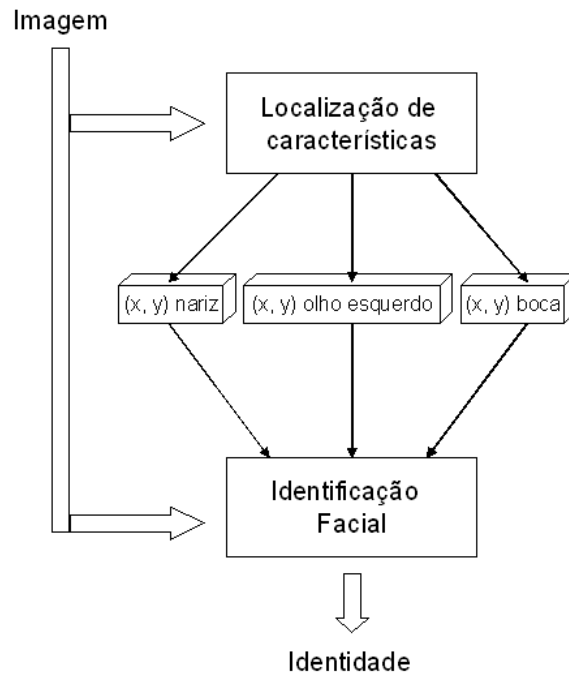 Imagem
Localização de
características
(x, y) nariz
(x, y) olho esquerdo
(x, y) boca
Identificação
Facial
Identidade